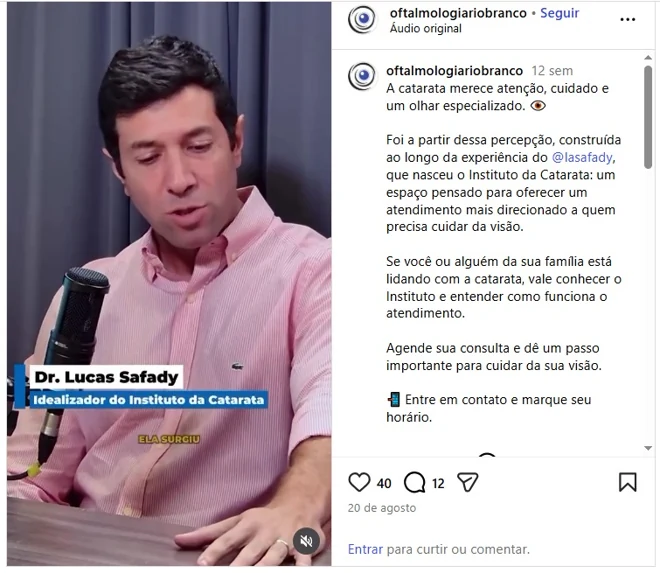 oftalmologiariobranco • Seguir
Áudio original
oftalmologiariobranco 12 sem
A catarata merece atenção, cuidado e
um olhar especializado. 👁️
Foi a partir dessa percepção, construída
ao longo da experiência do @lasafady,
que nasceu o Instituto da Catarata: um
espaço pensado para oferecer um
atendimento mais direcionado a quem
precisa cuidar da visão.
Se você ou alguém da sua família está
lidando com a catarata, vale conhecer o
Instituto e entender como funciona o
atendimento.
Agende sua consulta e dê um passo
importante para cuidar da sua visão.
📲 Entre em contato e marque seu
horário.
Dr. Lucas Safady
Idealizador do Instituto da Catarata
ELA SURGIU
40 12
20 de agosto
Entrar para curtir ou comentar.